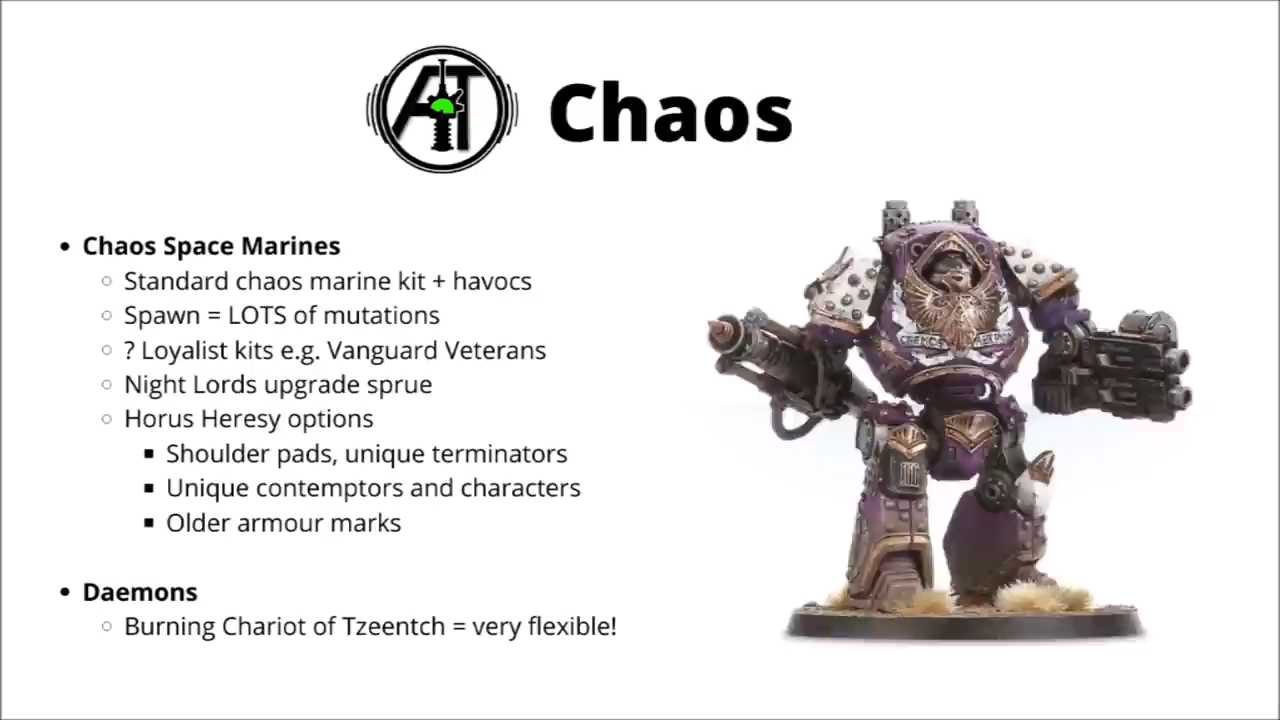 AT
Chaos
• Chaos Space Marines
○ Standard chaos marine kit + havocs
○ Spawn = LOTS of mutations
○ ? Loyalist kits e.g. Vanguard Veterans
○ Night Lords upgrade sprue
○ Horus Heresy options
▪ Shoulder pads, unique terminators
▪ Unique contemptors and characters
▪ Older armour marks
• Daemons
○ Burning Chariot of Tzeentch = very flexible!